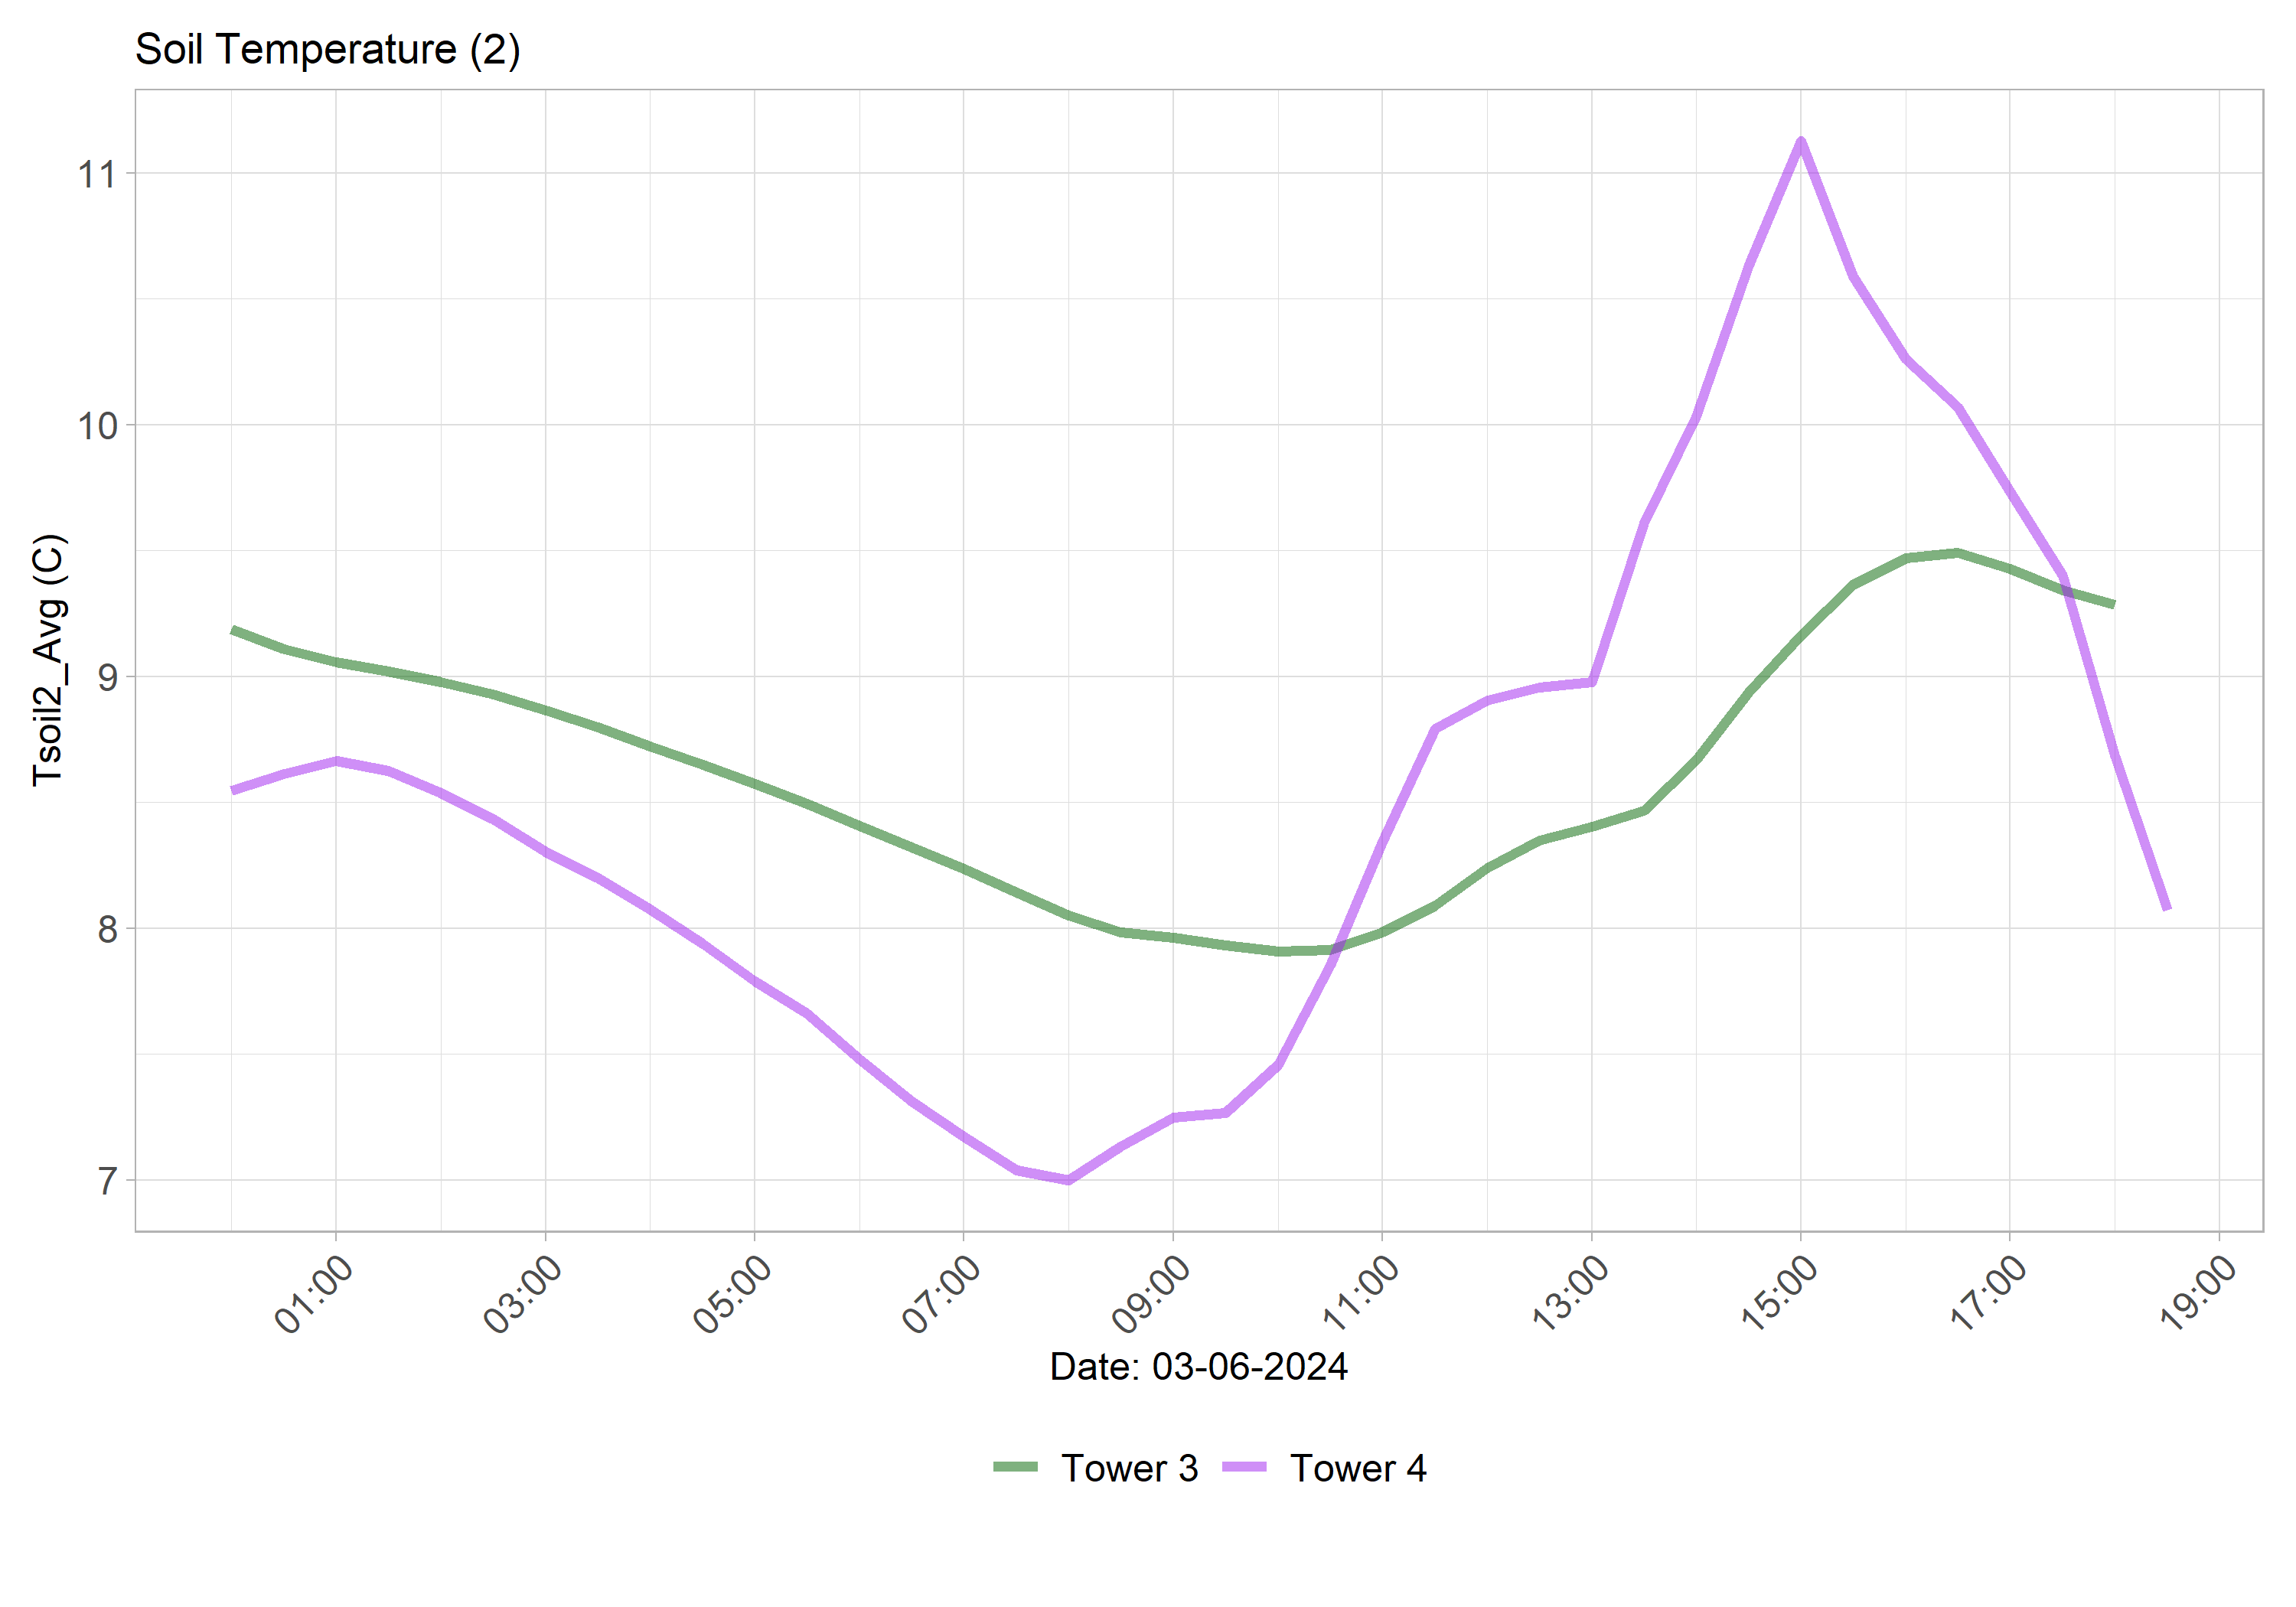 Soil Temperature (2)
Tsoil2_Avg (C)
11
10
9
8
7
01:00 03:00 05:00 07:00 09:00 11:00 13:00 15:00 17:00 19:00
Date: 03-06-2024
Tower 3 Tower 4